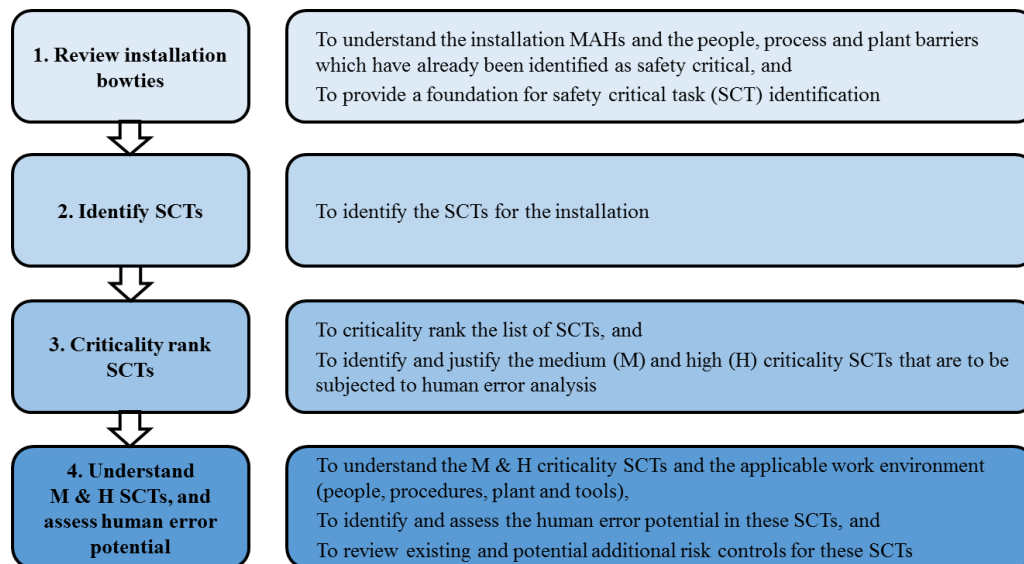 1. Review installation
bowties
To understand the installation MAHs and the people, process and plant barriers
which have already been identified as safety critical, and
To provide a foundation for safety critical task (SCT) identification
2. Identify SCTs
To identify the SCTs for the installation
3. Criticality rank
SCTs
To criticality rank the list of SCTs, and
To identify and justify the medium (M) and high (H) criticality SCTs that are to be
subjected to human error analysis
4. Understand
M & H SCTs, and
assess human error
potential
To understand the M & H criticality SCTs and the applicable work environment
(people, procedures, plant and tools),
To identify and assess the human error potential in these SCTs, and
To review existing and potential additional risk controls for these SCTs